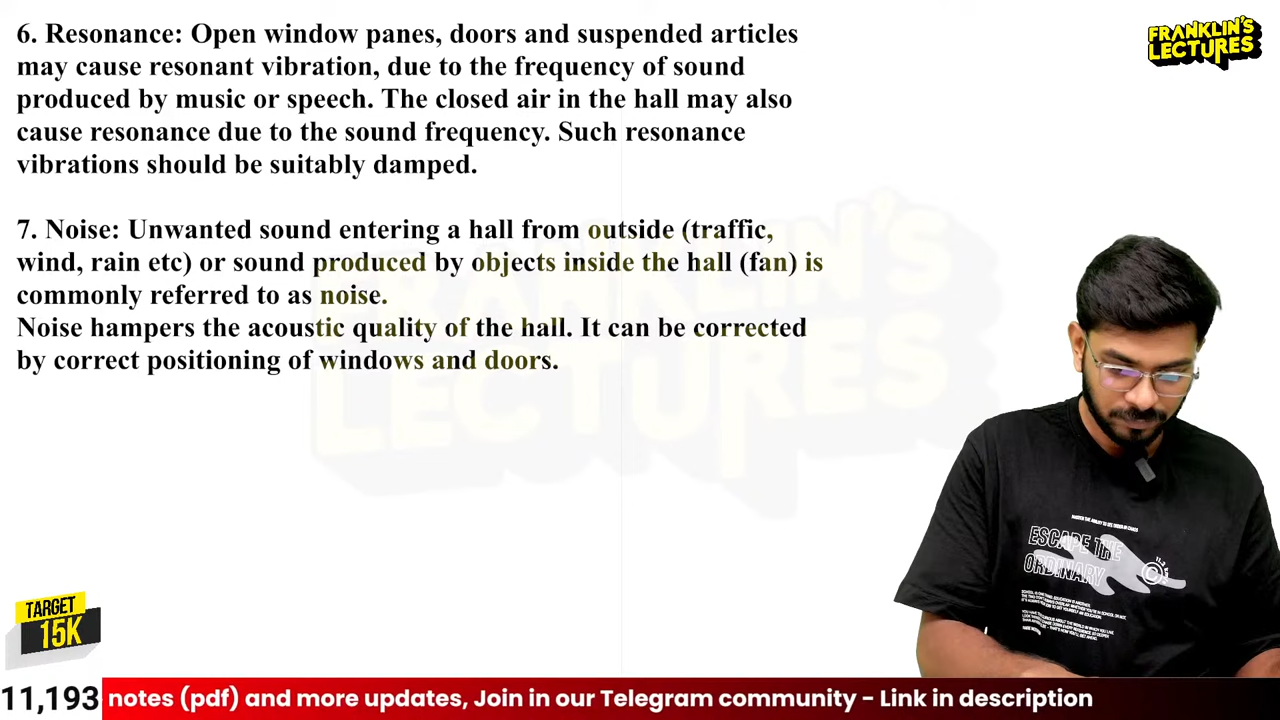 6. Resonance: Open window panes, doors and suspended articles
may cause resonant vibration, due to the frequency of sound
produced by music or speech. The closed air in the hall may also
cause resonance due to the sound frequency. Such resonance
vibrations should be suitably damped.
7. Noise: Unwanted sound entering a hall from outside (traffic,
wind, rain etc) or sound produced by objects inside the hall (fan) is
commonly referred to as noise.
Noise hampers the acoustic quality of the hall. It can be corrected
by correct positioning of windows and doors.
FRANKLIN'S
LECTURES
FRANKLIN'S
LECTURES
ESCAPE THE
ORDINARY
TARGET
15K
11,193
notes (pdf) and more updates, Join in our Telegram community - Link in description